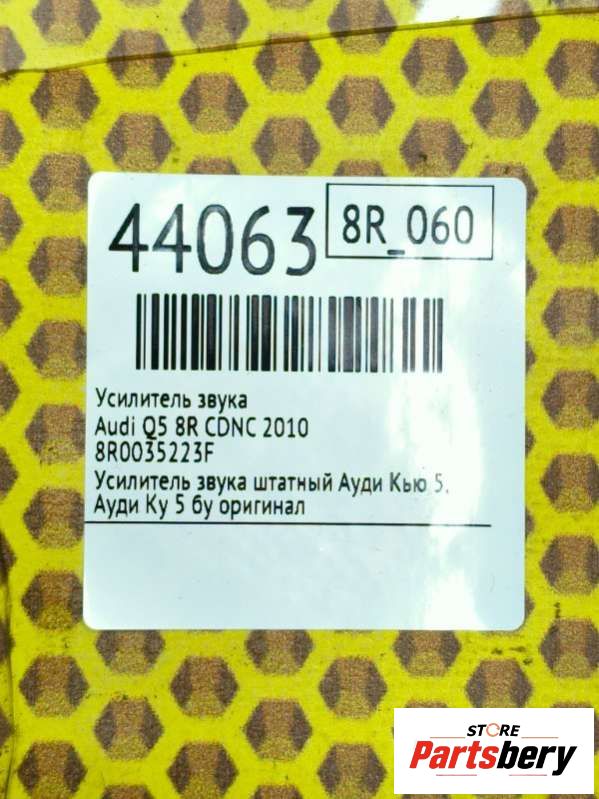 44063
8R_060
Усилитель звука
Audi Q5 8R CDNC 2010
8R0035223F
Усилитель звука штатный Ауди Кью 5,
Ауди Ку 5 бу оригинал
STORE
Partsbery